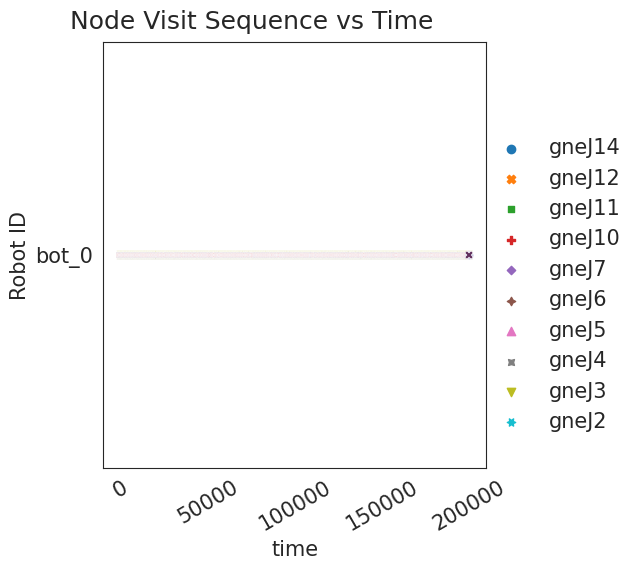 Node Visit Sequence vs Time
Robot ID
bot_0
0
50000
100000
150000
200000
time
gneJ14
gneJ12
gneJ11
gneJ10
gneJ7
gneJ6
gneJ5
gneJ4
gneJ3
gneJ2